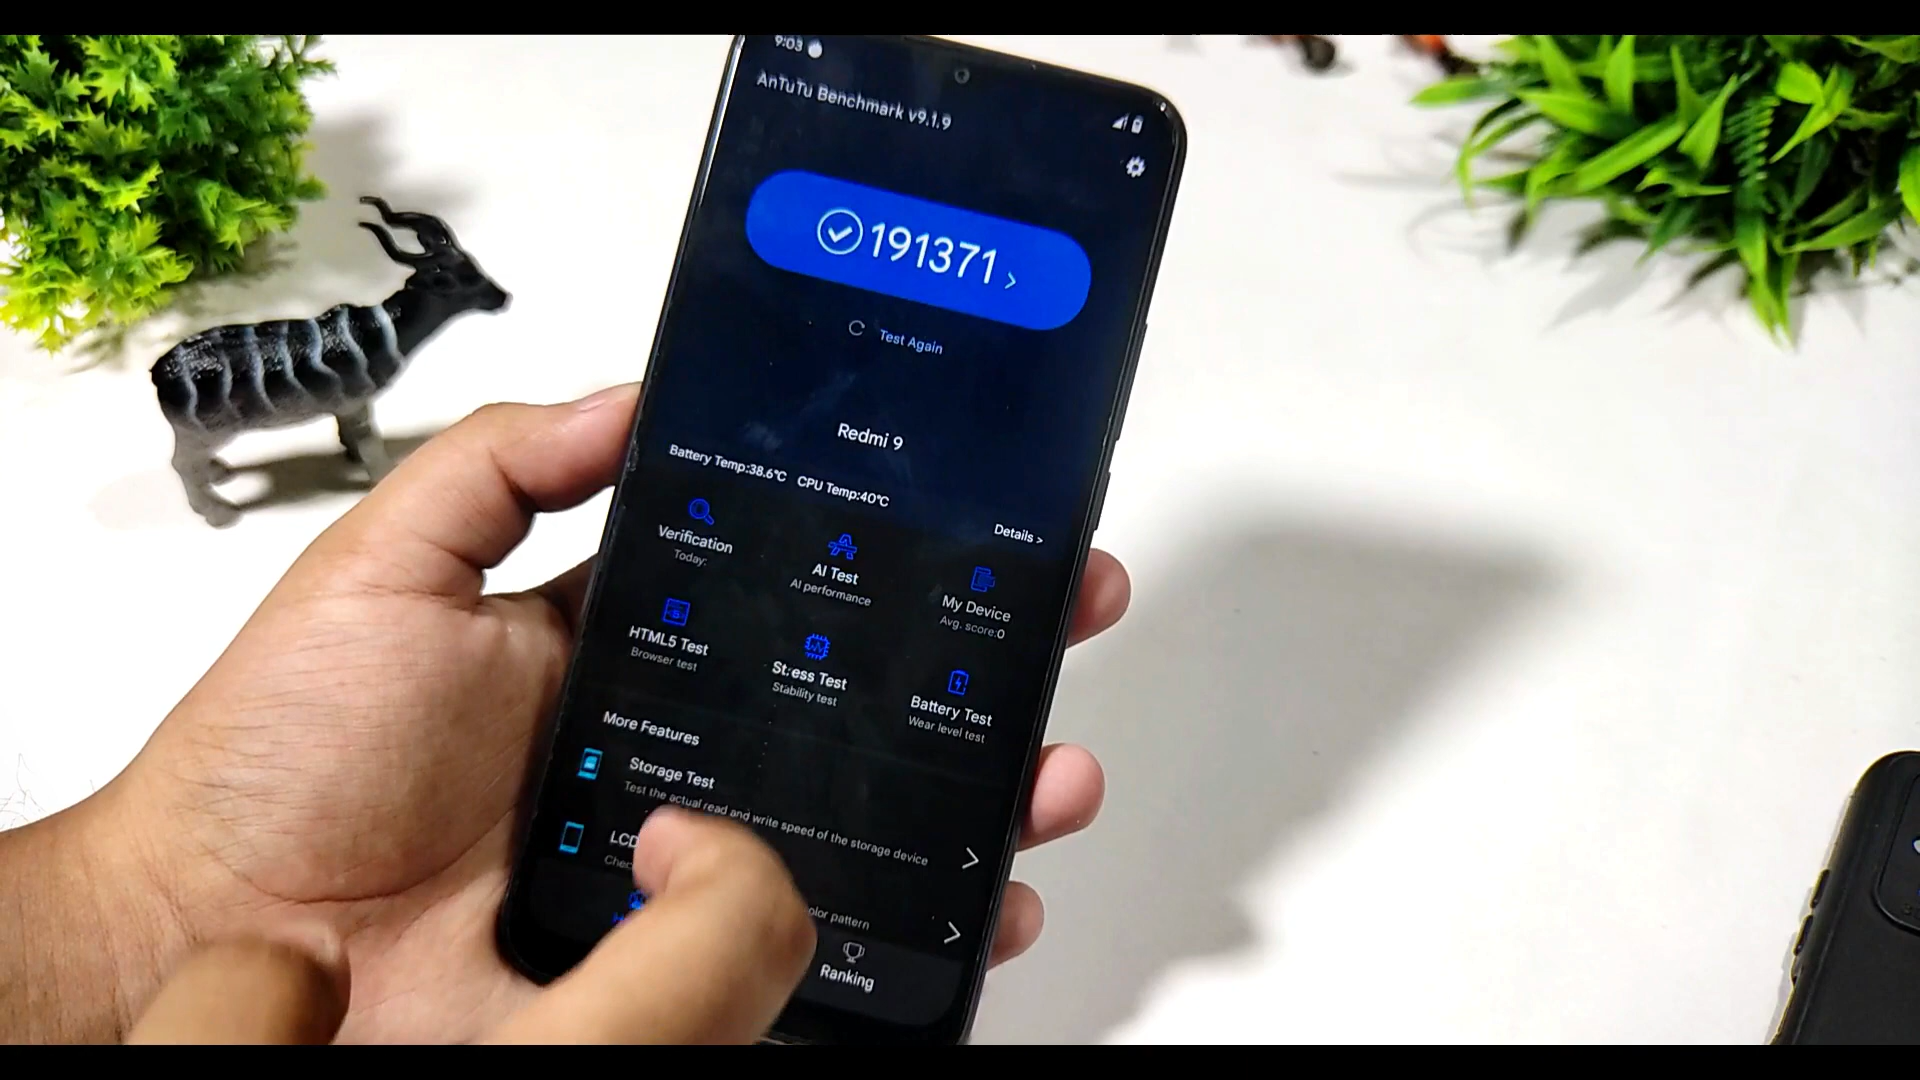 9:03
AnTuTu Benchmark v9.1.9
191371 >
Test Again
Redmi 9
Battery Temp:38.6℃ CPU Temp:40℃
Details >
Verification
Today:
AI Test
AI performance
My Device
Avg. score:0
HTML5 Test
Browser test
Stress Test
Stability test
Battery Test
Wear level test
More Features
Storage Test
Test the actual read and write speed of the storage device
LCD
Chec
olor pattern
Ranking